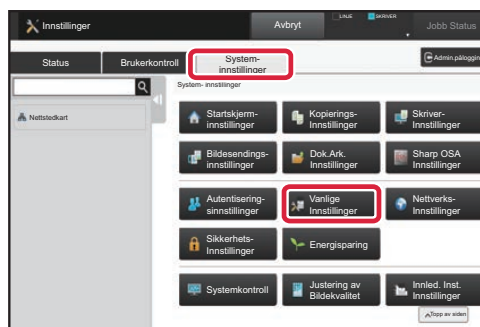 Innstillinger
Avbryt
LINJE
SKRIVER
Jobb Status
Status
Brukerkontroll
System-
innstillinger
Admin.påloggin
System- innstillinger
Nettstedkart
Startskjerm-
innstillinger
Kopierings-
Innstillinger
Skriver-
Innstillinger
Bildesendings-
innstillinger
Dok.Ark.
Innstillinger
Sharp OSA
Innstillinger
Autentisering-
sinnstillinger
Vanlige
Innstillinger
Nettverks-
Innstillinger
Sikkerhets-
Innstillinger
Energisparing
Systemkontroll
Justering av
Bildekvalitet
Innled. Inst.
Innstillinger
Topp av siden